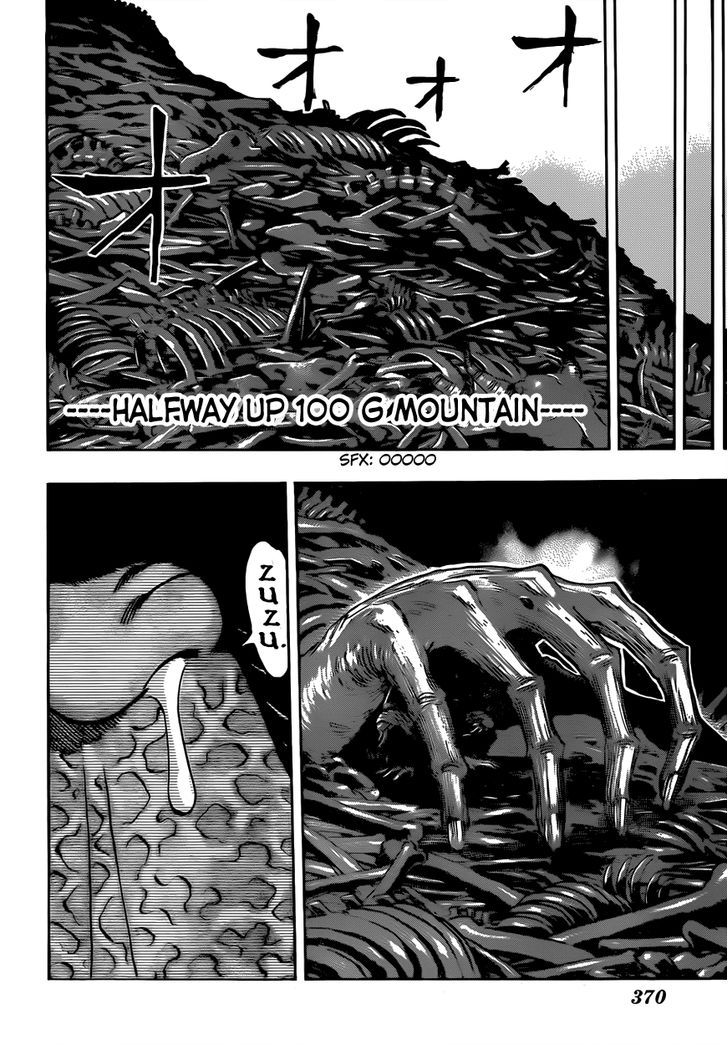 オ オ オ
オ
----HALFWAY UP 100 G MOUNTAIN----
SFX: OOOOO
ZUZU.
370